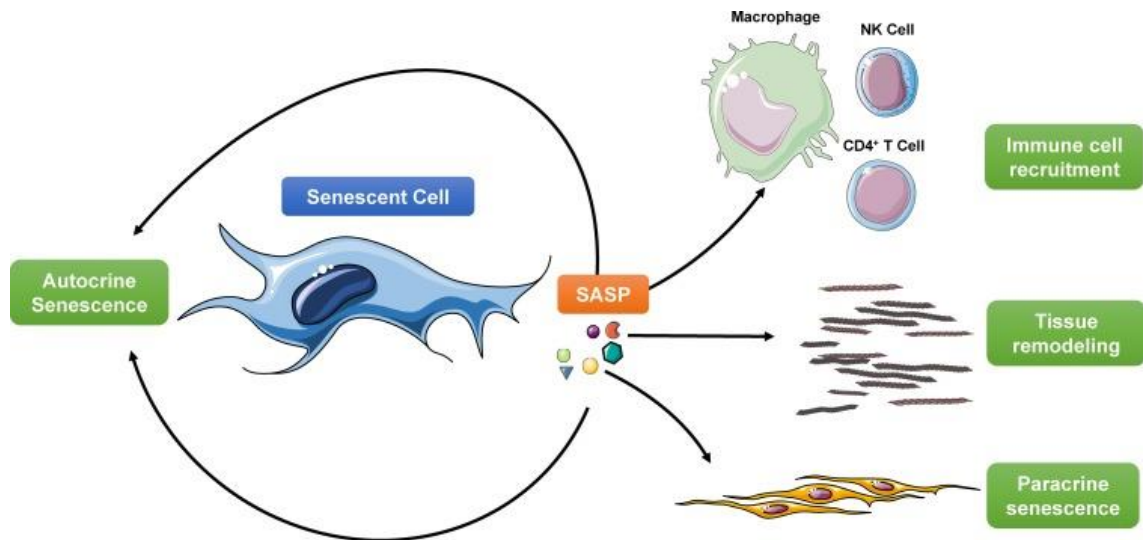 Macrophage
NK Cell
CD4⁺ T Cell
Immune cell
recruitment
Senescent Cell
Autocrine
Senescence
SASP
Tissue
remodeling
Paracrine
senescence